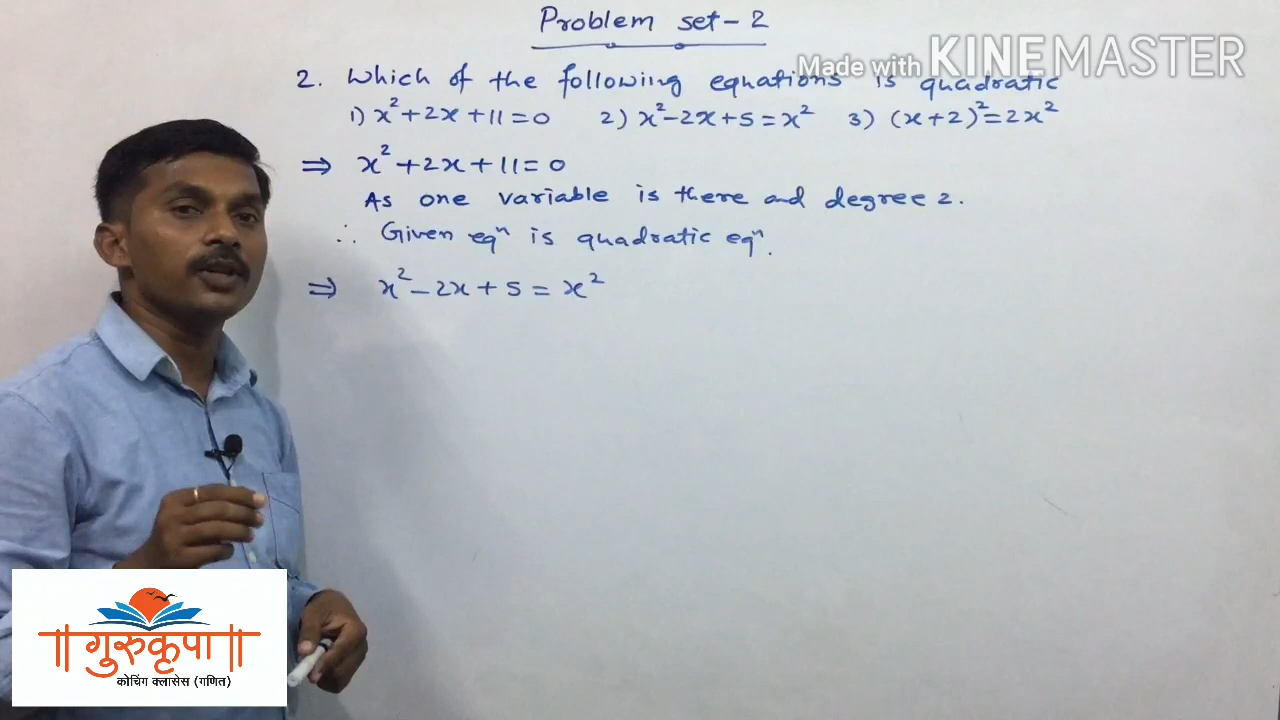 Problem set-2
Made with KINEMASTER
2. Which of the following equations is quadratic
1) x²+2x+11=0 2) x²-2x+5=x² 3) (x+2)²=2x²
⇒ x²+2x+11=0
As one variable is there and degree 2.
∴ Given eqⁿ is quadratic eqⁿ.
⇒ x²-2x+5=x²
||गुरुकृपा||
कोचिंग क्लासेस (गणित)